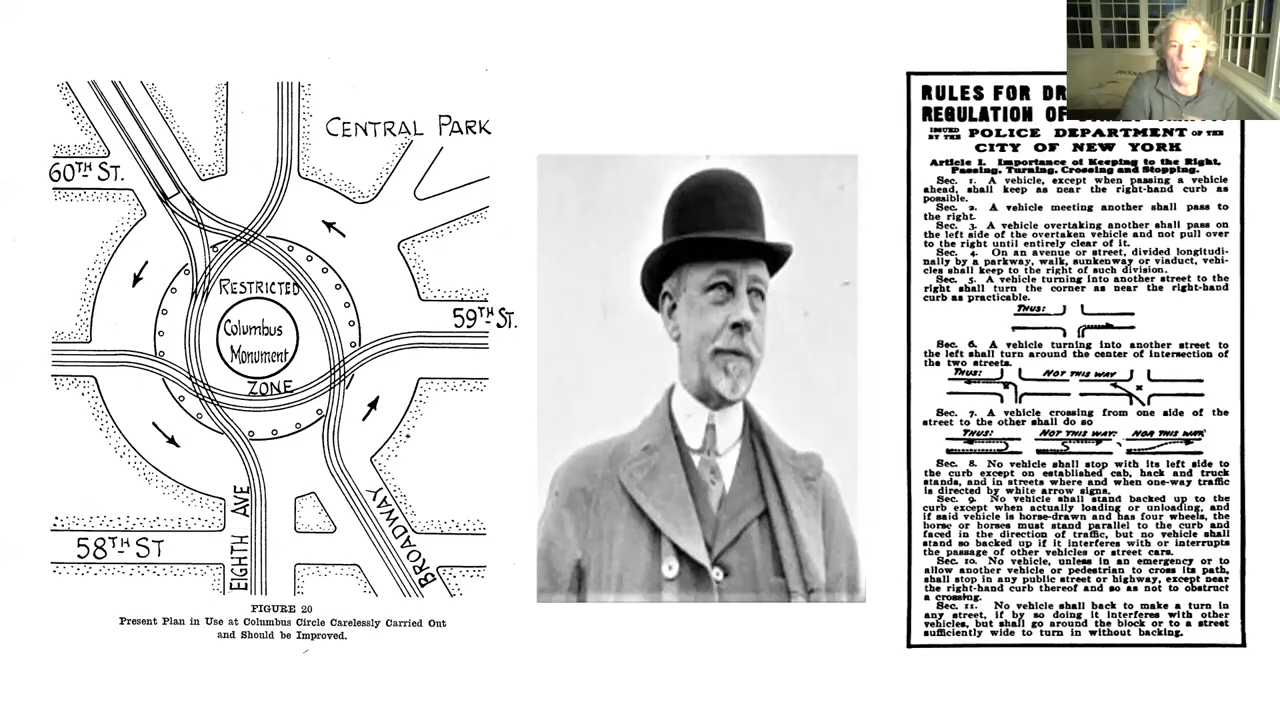 CENTRAL PARK
60TH ST.
RESTRICTED
Columbus
Monument
ZONE
59TH ST.
EIGHTH AVE
BROADWAY
58TH ST
FIGURE 20
Present Plan in Use at Columbus Circle Carelessly Carried Out
and Should be Improved.
RULES FOR
REGULATION OF
ISSUED BY THE POLICE DEPARTMENT OF THE
CITY OF NEW YORK
Article I. Importance of Keeping to the Right,
Passing, Turning, Crossing and Stopping.
Sec. 1. A vehicle, except when passing a vehicle
ahead, shall keep as near the right-hand curb as
possible.
Sec. 2. A vehicle meeting another shall pass to
the right.
Sec. 3. A vehicle overtaking another shall pass on
the left side of the overtaken vehicle and not pull over
to the right until entirely clear of it.
Sec. 4. On an avenue or street, divided longitudi-
nally by a parkway, walk, sunkenway or viaduct, vehi-
cles shall keep to the right of such division.
Sec. 5. A vehicle turning into another street to the
right shall turn the corner as near the right-hand
curb as practicable.
THUS:
Sec. 6. A vehicle turning into another street to
the left shall turn around the center of intersection of
the two streets.
THUS: NOT THIS WAY
Sec. 7. A vehicle crossing from one side of the
street to the other shall do so
THUS: NOT THIS WAY: NOR THIS WAY
Sec. 8. No vehicle shall stop with its left side to
the curb except on established cab, hack and truck
stands, and in streets where and when one-way traffic
is directed by white arrow signs.
Sec. 9. No vehicle shall stand backed up to the
curb except when actually loading or unloading, and
if said vehicle is horse-drawn and has four wheels, the
horse or horses must stand parallel to the curb and
faced in the direction of traffic, but no vehicle shall
stand so backed up if it interferes with or interrupts
the passage of other vehicles or street cars.
Sec. 10. No vehicle, unless in an emergency or to
allow another vehicle or pedestrian to cross its path,
shall stop in any public street or highway, except near
the right-hand curb thereof and so as not to obstruct
a crossing.
Sec. 11. No vehicle shall back to make a turn in
any street, if by so doing it interferes with other
vehicles, but shall go around the block or to a street
sufficiently wide to turn in without backing.